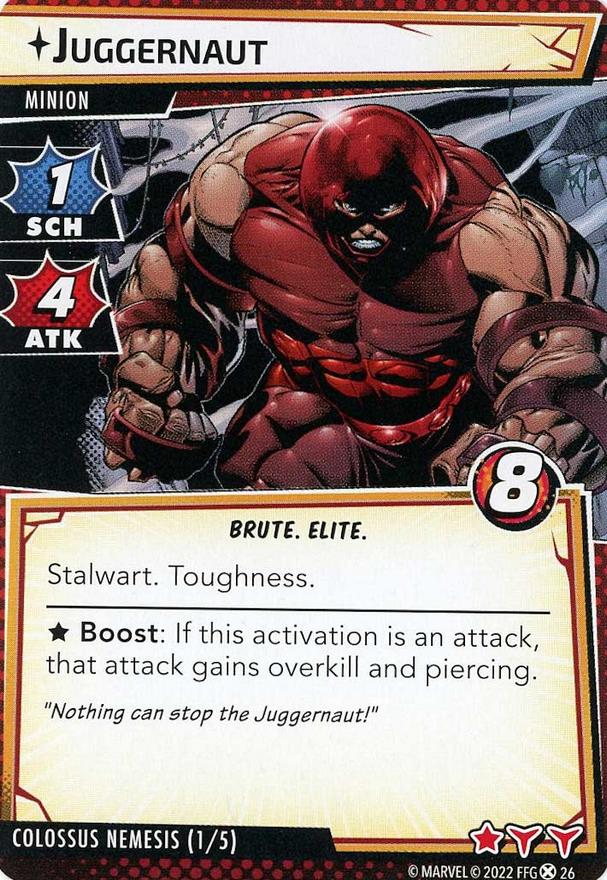 JUGGERNAUT
MINION
1
SCH
4
ATK
8
BRUTE. ELITE.
Stalwart. Toughness.
★ Boost: If this activation is an attack,
that attack gains overkill and piercing.
"Nothing can stop the Juggernaut!"
COLOSSUS NEMESIS (1/5)
© MARVEL © 2022 FFG 26